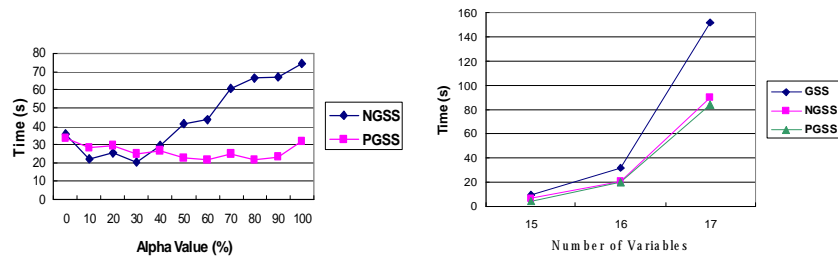 80
70
60
50
40
30
20
10
0
Time (s)
0 10 20 30 40 50 60 70 80 90 100
Alpha Value (%)
NGSS
PGSS
160
140
120
100
80
60
40
20
0
Time (s)
15 16 17
Number of Variables
GSS
NGSS
PGSS